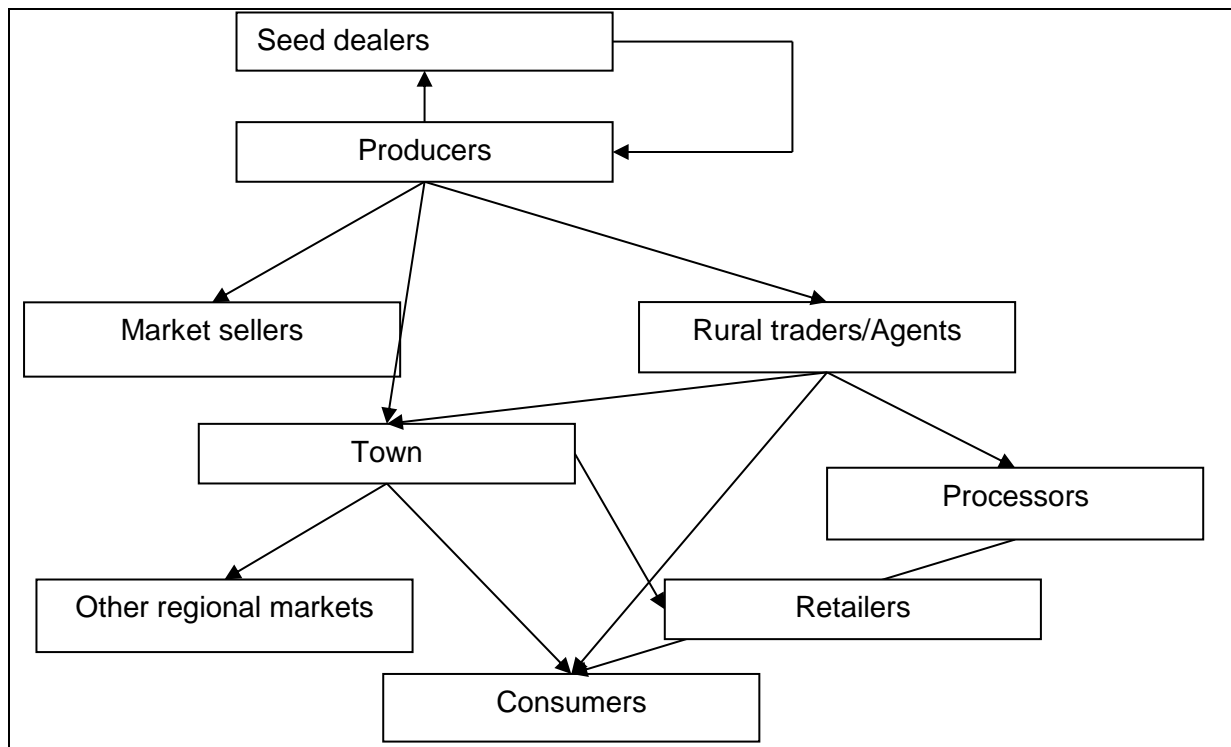 Seed dealers
Producers
Market sellers
Rural traders/Agents
Town
Processors
Other regional markets
Retailers
Consumers